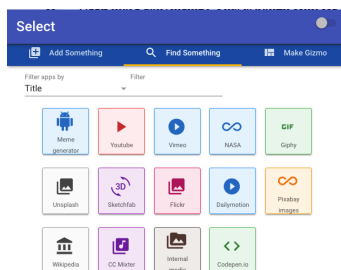 Select
Add Something
Find Something
Make Gizmo
Filter apps by
Filter
Title
Meme
generator
Youtube
Vimeo
NASA
GIF
Giphy
Unsplash
3D
Sketchfab
Flickr
Dailymotion
Pixabay
images
Wikipedia
CC Mixter
Internal
media
Codepen.io